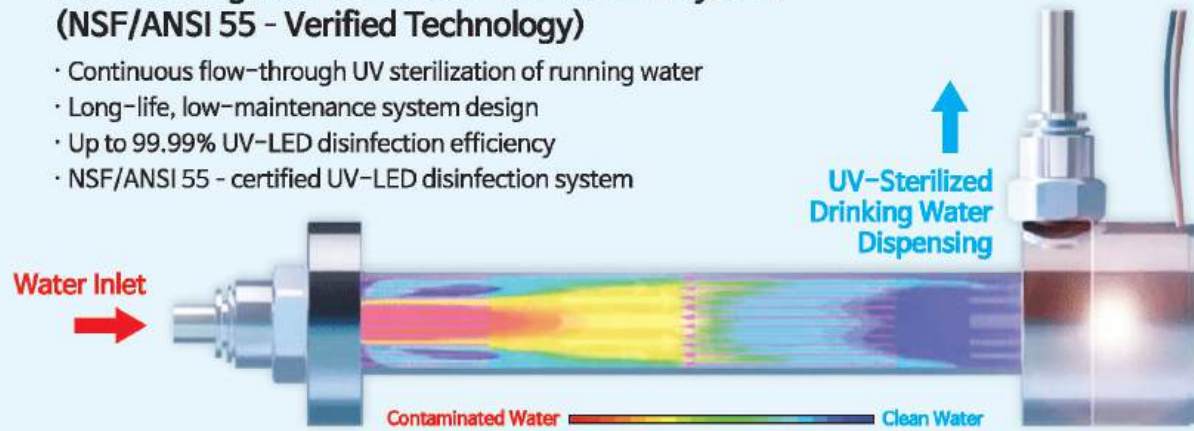 (NSF/ANSI 55 - Verified Technology)
· Continuous flow-through UV sterilization of running water
· Long-life, low-maintenance system design
· Up to 99.99% UV-LED disinfection efficiency
· NSF/ANSI 55 - certified UV-LED disinfection system
UV-Sterilized
Drinking Water
Dispensing
Water Inlet
Contaminated Water
Clean Water